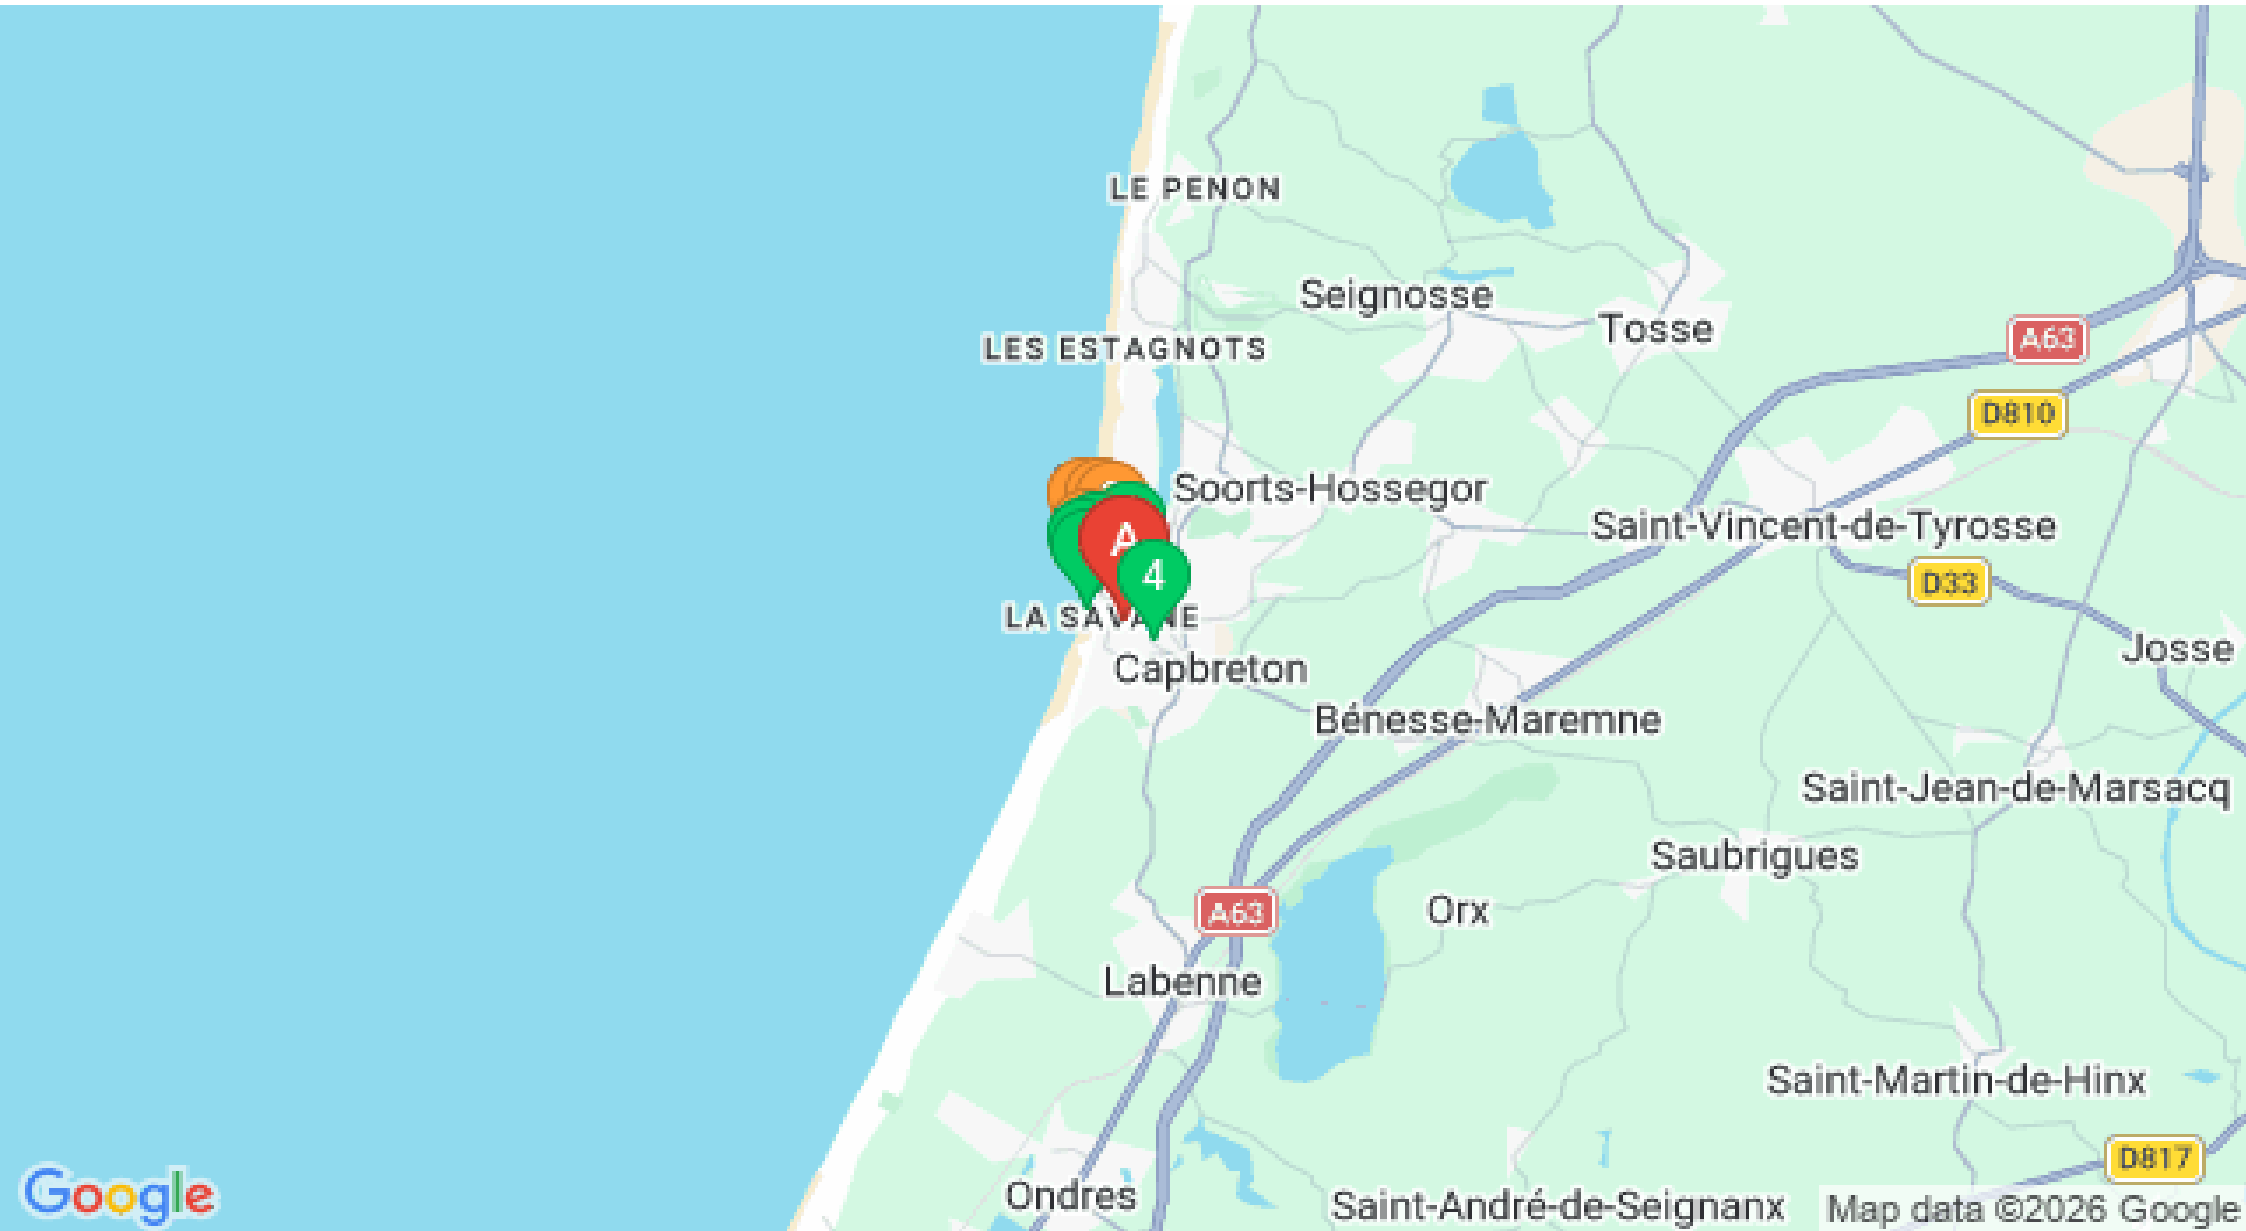 LE PENON
Seignosse
Tosse
A63
LES ESTAGNOTS
D810
Soorts-Hossegor
Saint-Vincent-de-Tyrosse
A
4
D33
LA SAVANE
Josse
Capbreton
Bénesse-Maremne
Saint-Jean-de-Marsacq
Saubrigues
A63
Orx
Labenne
Saint-Martin-de-Hinx
D817
Google
Ondres
Saint-André-de-Seignanx
Map data ©2026 Google